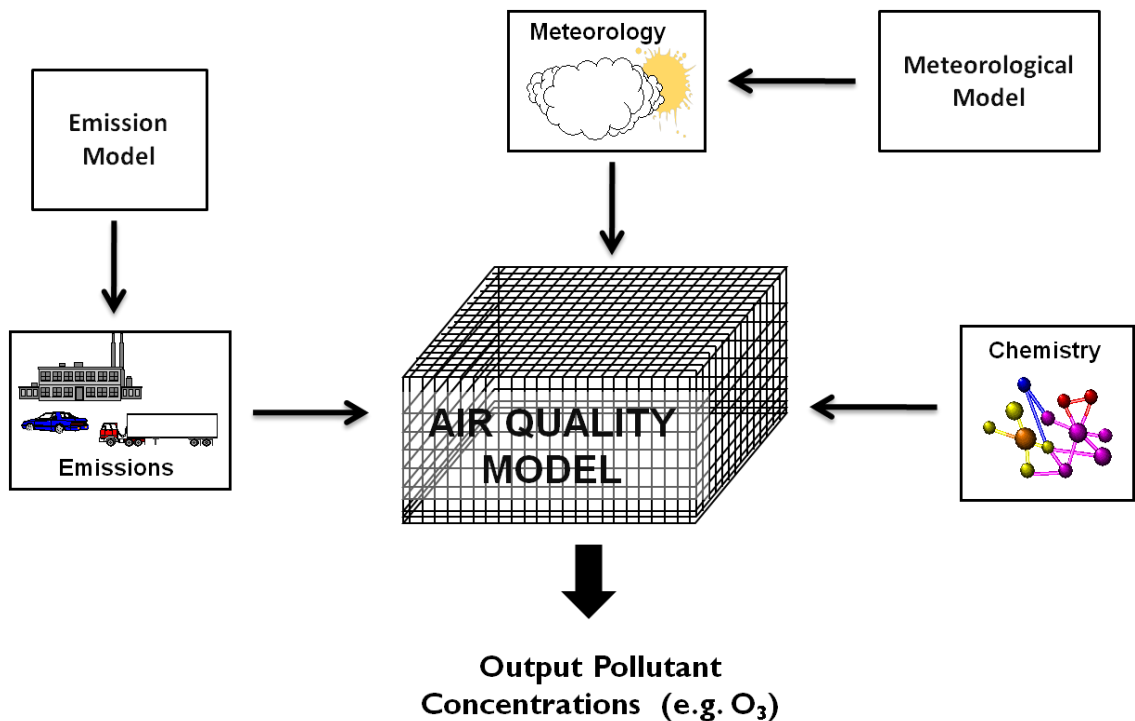 Meteorology
Meteorological
Model
Emission
Model
Chemistry
Emissions
AIR QUALITY
MODEL
Output Pollutant
Concentrations (e.g. O₃)